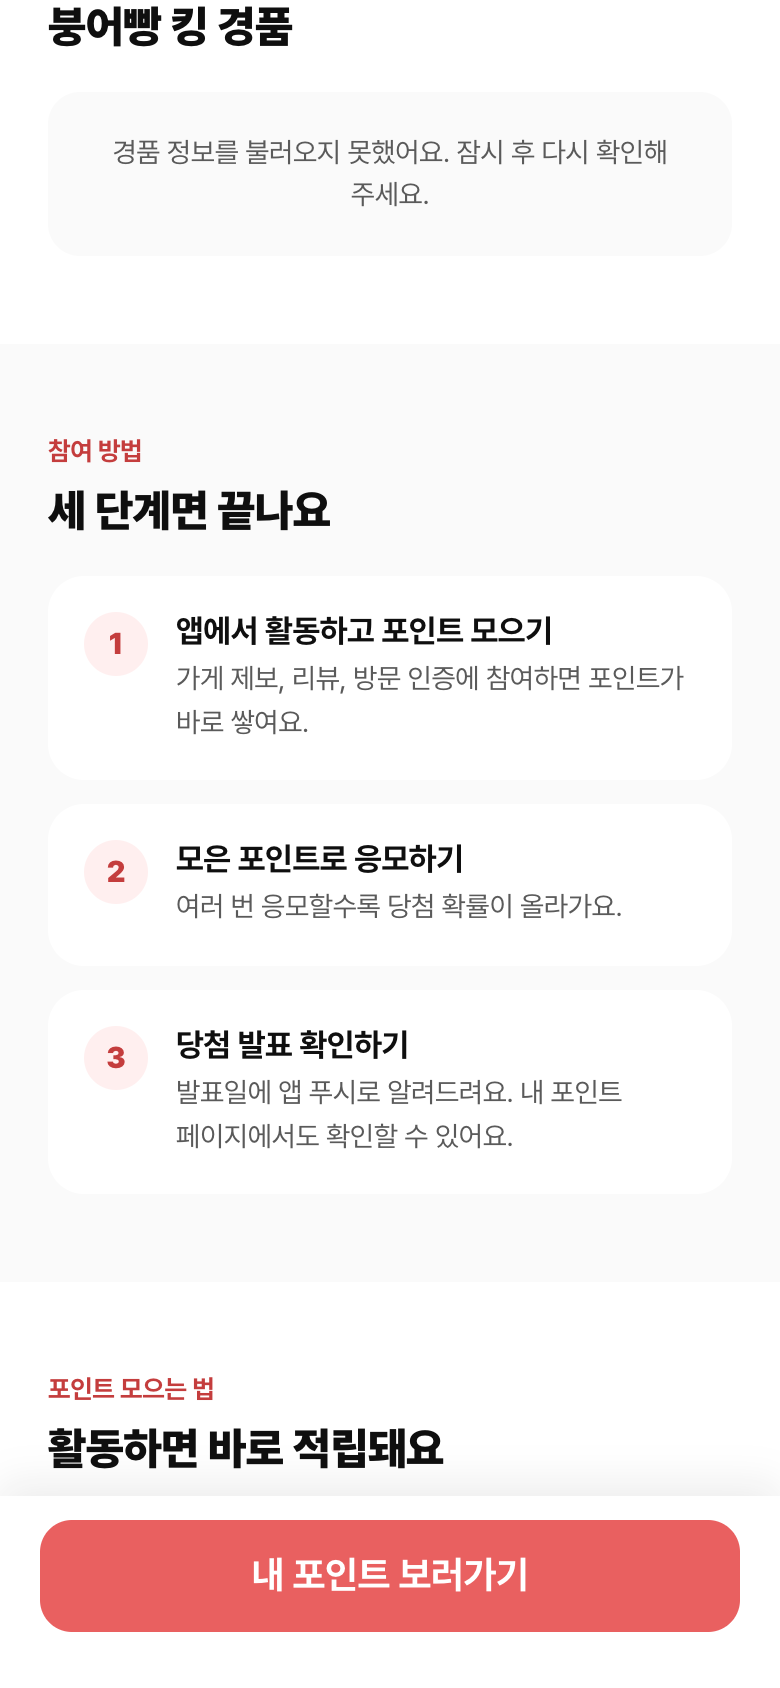 붕어빵 킹 경품
경품 정보를 불러오지 못했어요. 잠시 후 다시 확인해
주세요.
참여 방법
세 단계면 끝나요
1
앱에서 활동하고 포인트 모으기
가게 제보, 리뷰, 방문 인증에 참여하면 포인트가
바로 쌓여요.
2
모은 포인트로 응모하기
여러 번 응모할수록 당첨 확률이 올라가요.
3
당첨 발표 확인하기
발표일에 앱 푸시로 알려드려요. 내 포인트
페이지에서도 확인할 수 있어요.
포인트 모으는 법
활동하면 바로 적립돼요
내 포인트 보러가기